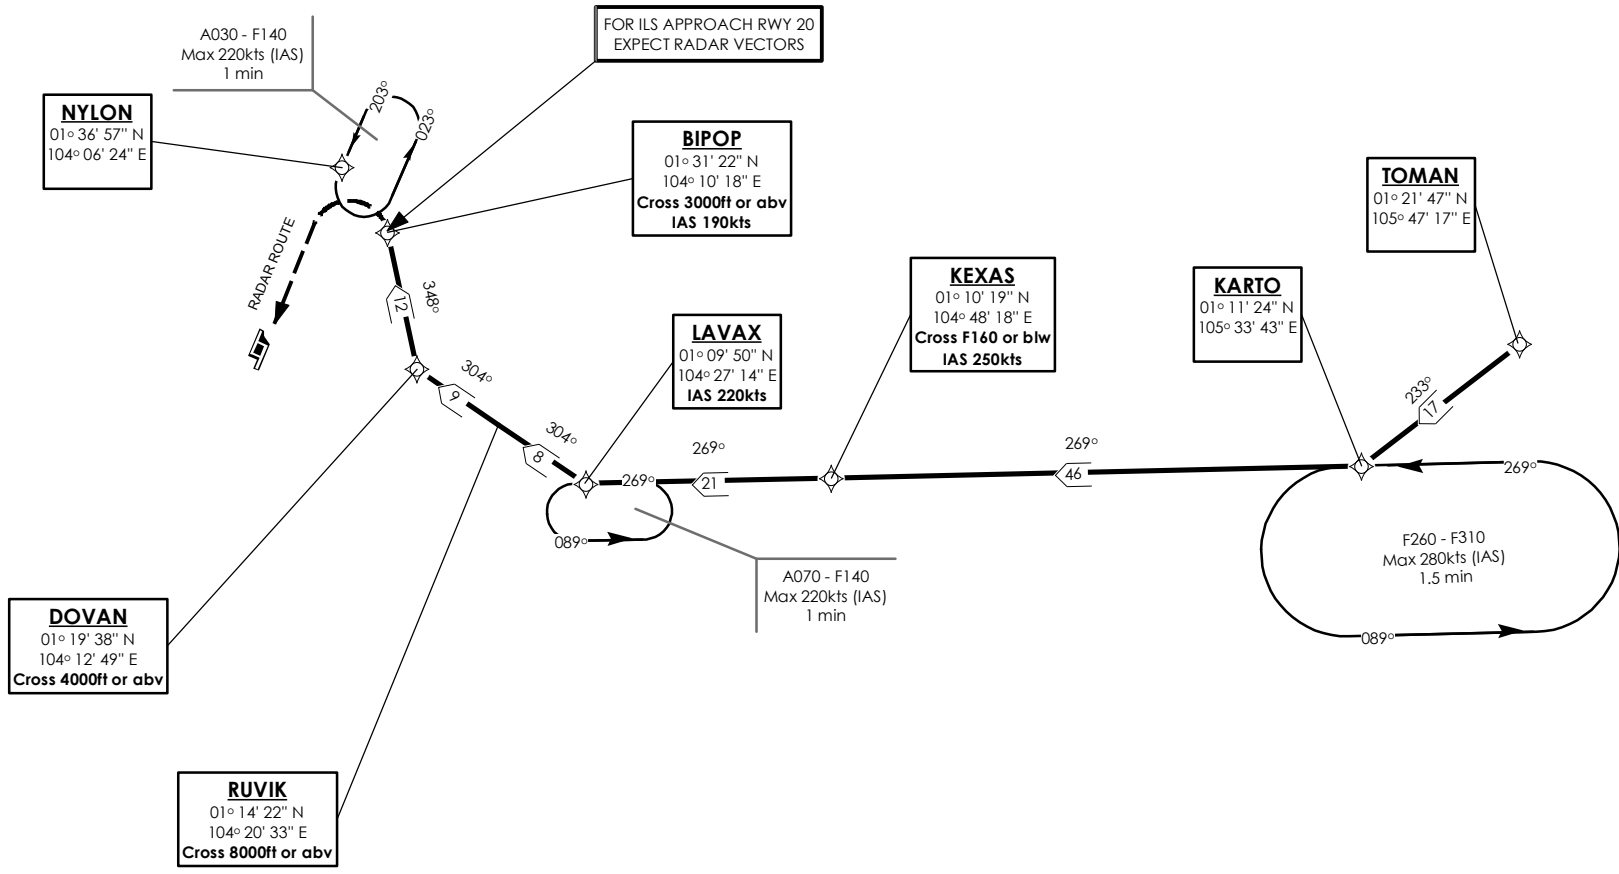 A030 - F140
Max 220kts (IAS)
1 min
FOR ILS APPROACH RWY 20
EXPECT RADAR VECTORS
NYLON
01° 36' 57" N
104° 06' 24" E
203°
023°
BIPOP
01° 31' 22" N
104° 10' 18" E
Cross 3000ft or abv
IAS 190kts
TOMAN
01° 21' 47" N
105° 47' 17" E
RADAR ROUTE
KEXAS
01° 10' 19" N
104° 48' 18" E
Cross F160 or blw
IAS 250kts
KARTO
01° 11' 24" N
105° 33' 43" E
12
348°
LAVAX
01° 09' 50" N
104° 27' 14" E
IAS 220kts
304°
9
233°
17
304°
8
269°
21
269°
46
269°
269°
089°
F260 - F310
Max 280kts (IAS)
1.5 min
089°
A070 - F140
Max 220kts (IAS)
1 min
DOVAN
01° 19' 38" N
104° 12' 49" E
Cross 4000ft or abv
RUVIK
01° 14' 22" N
104° 20' 33" E
Cross 8000ft or abv